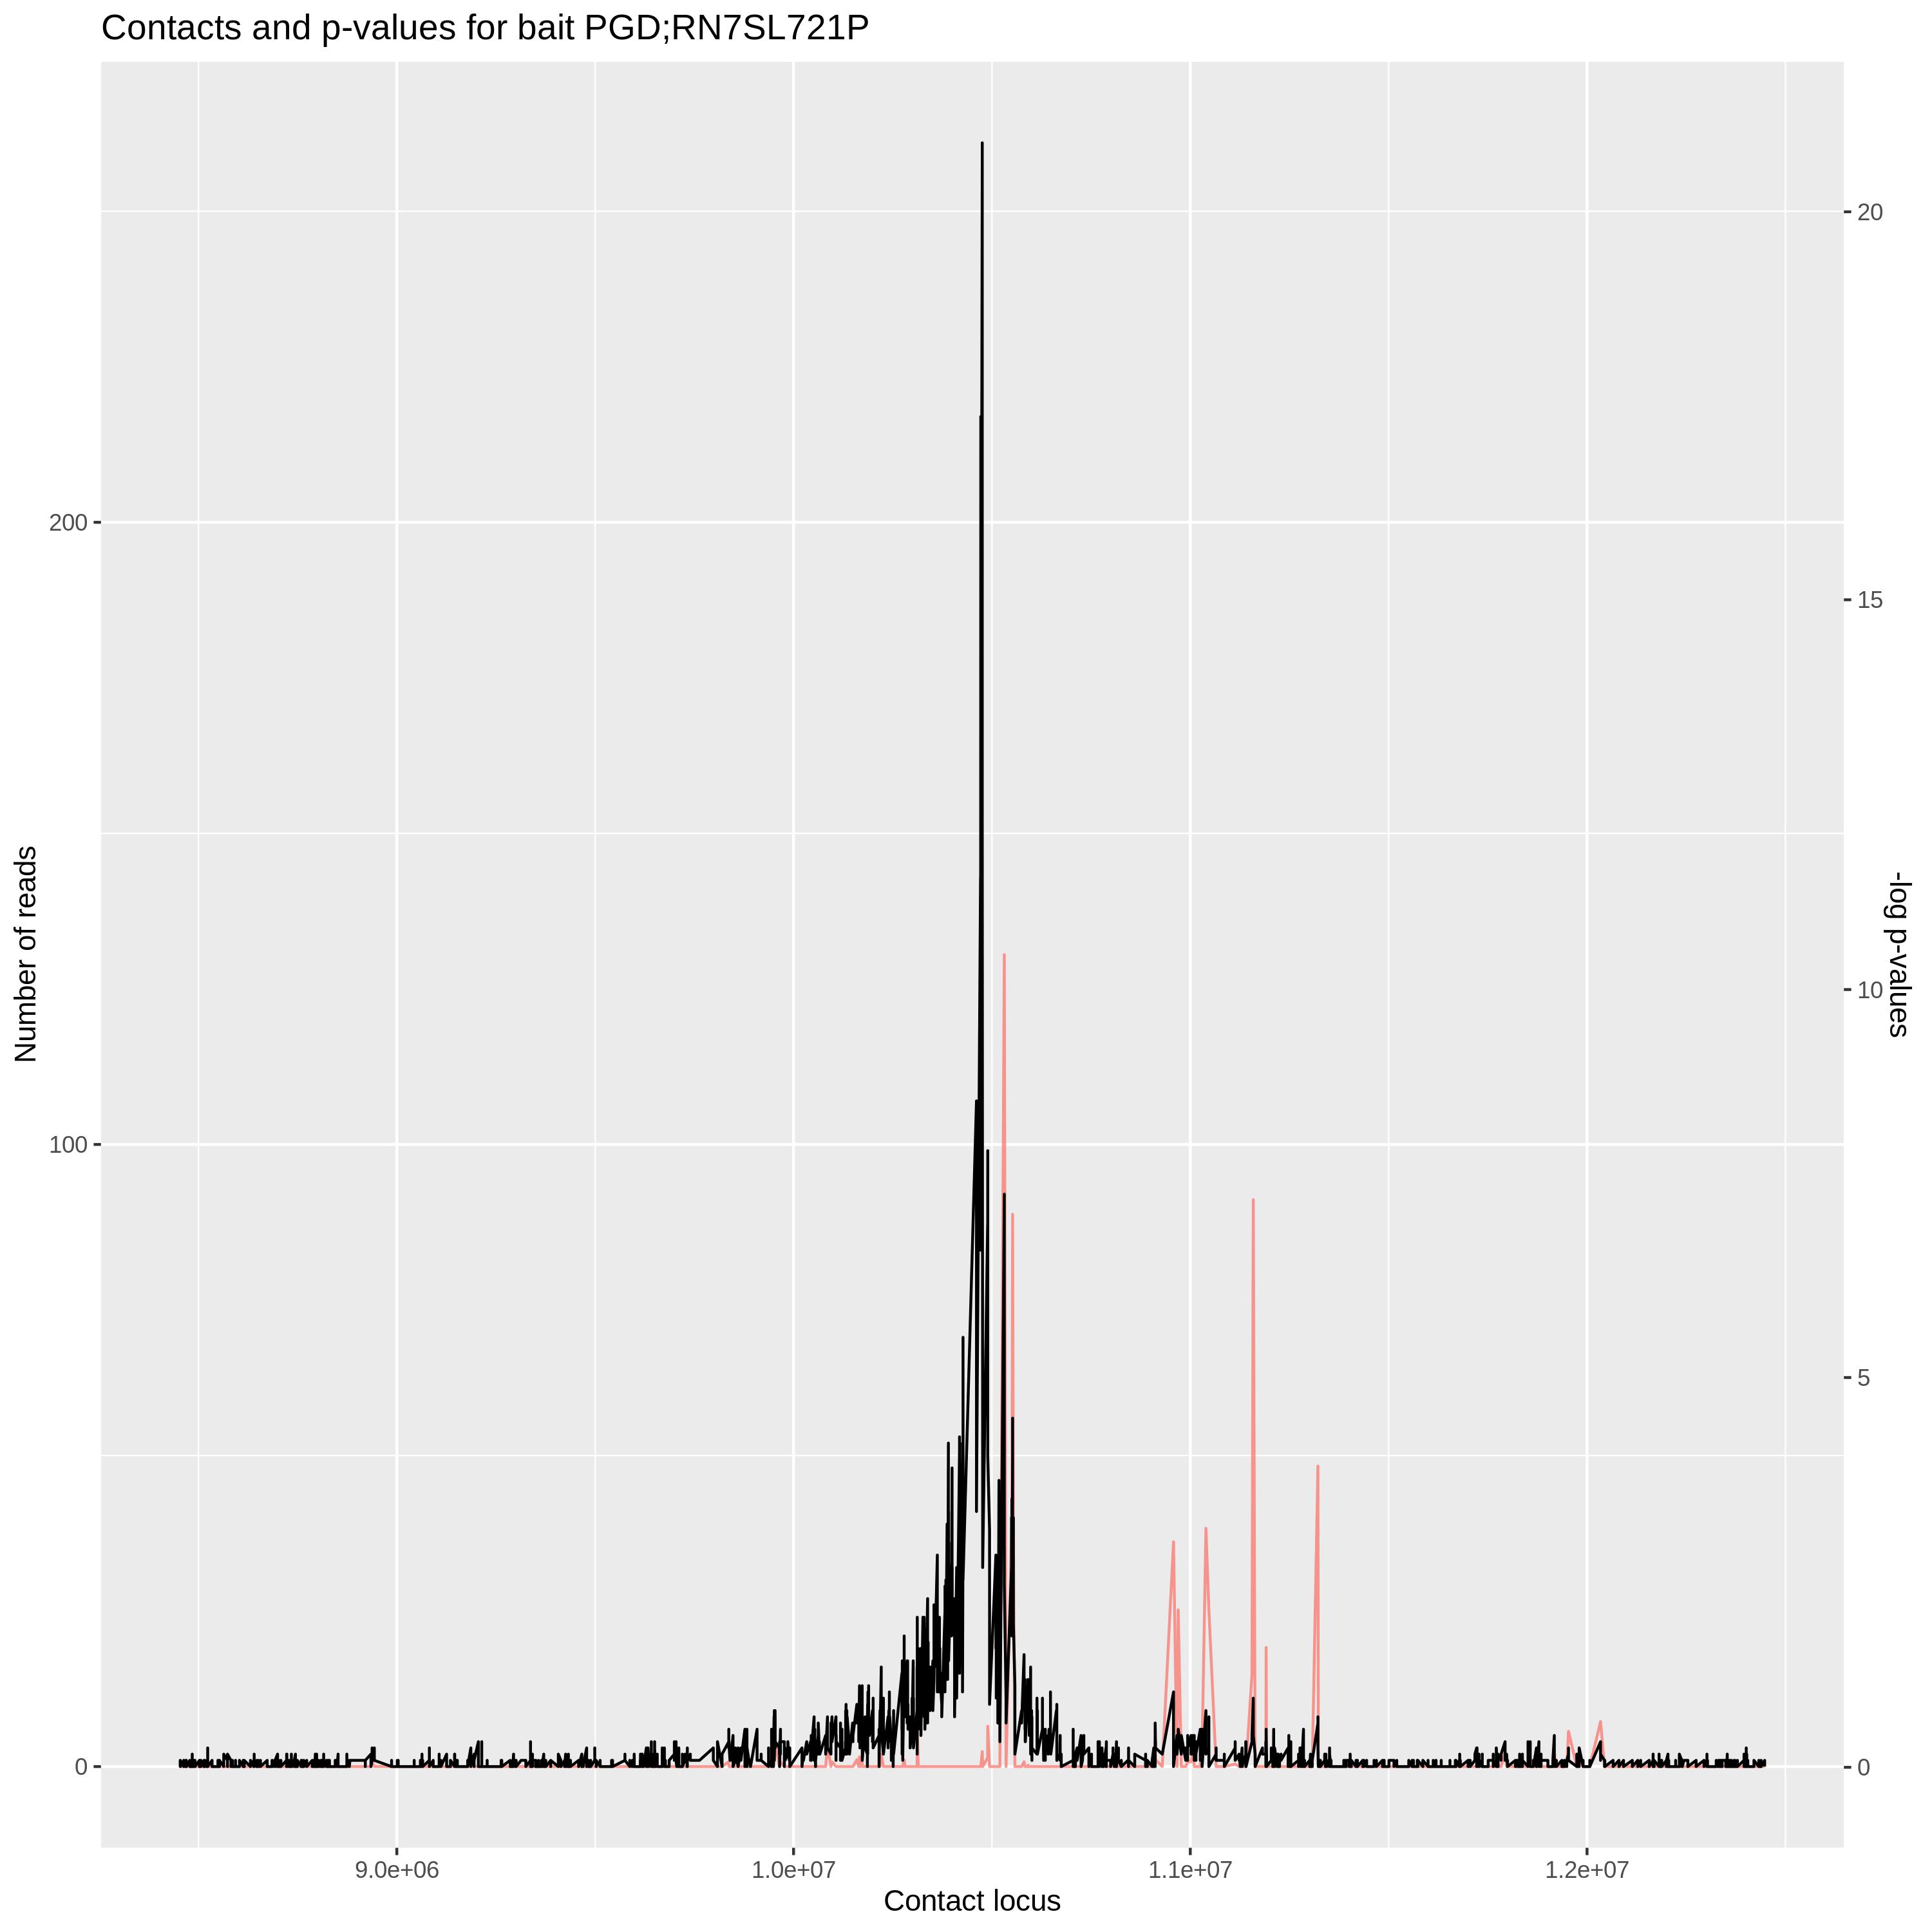 Contacts and p-values for bait PGD;RN7SL721P
Number of reads
200
100
0
20
15
10
5
0
-log p-values
9.0e+06 1.0e+07 1.1e+07 1.2e+07
Contact locus